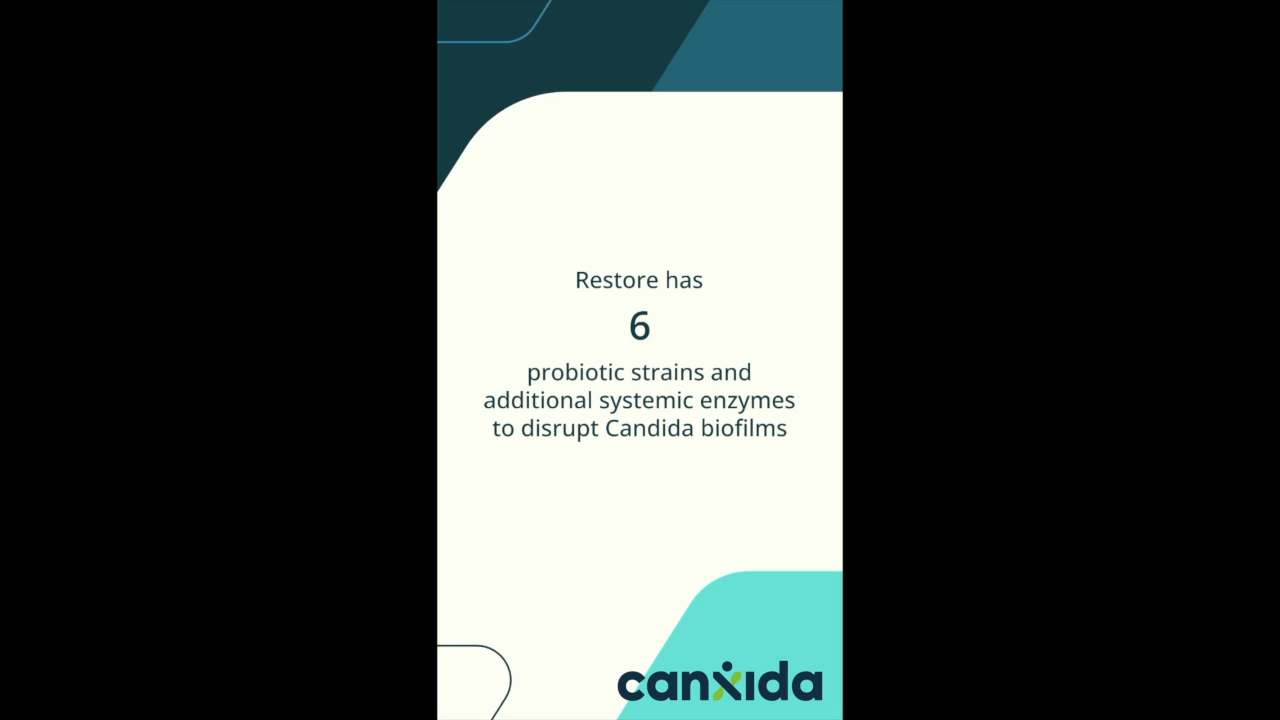 Restore has
6
probiotic strains and
additional systemic enzymes
to disrupt Candida biofilms
canxida